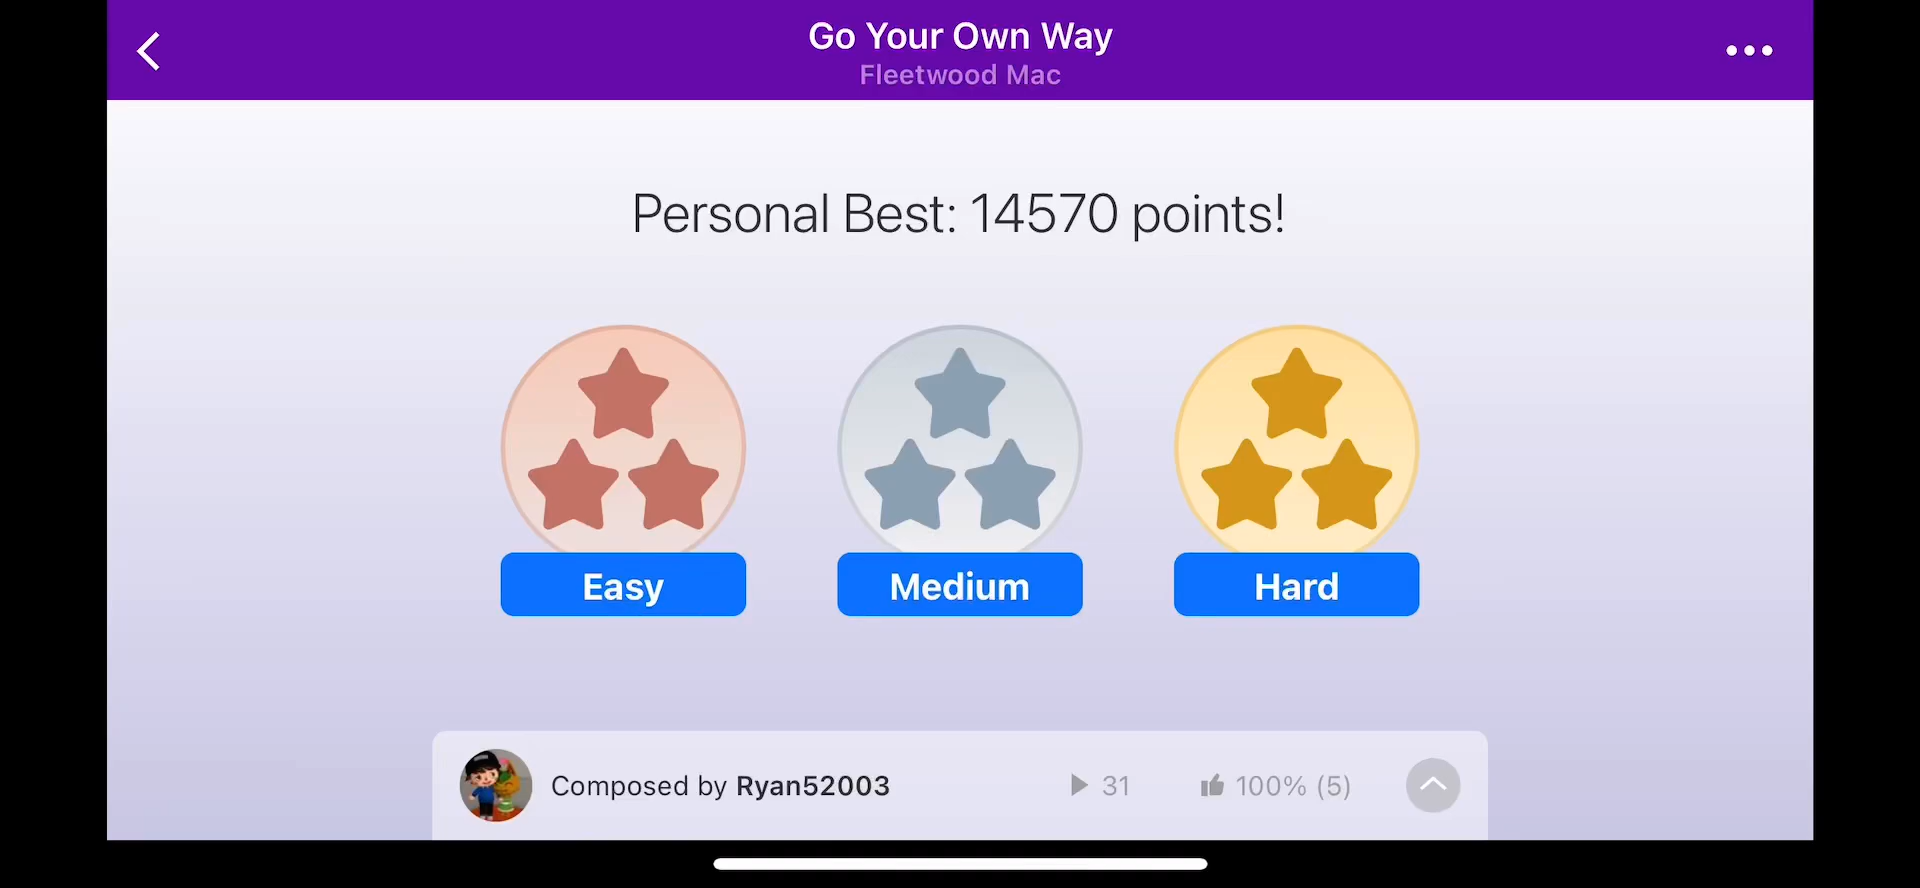 Go Your Own Way
Fleetwood Mac
Personal Best: 14570 points!
Easy
Medium
Hard
Composed by Ryan52003
31
100% (5)